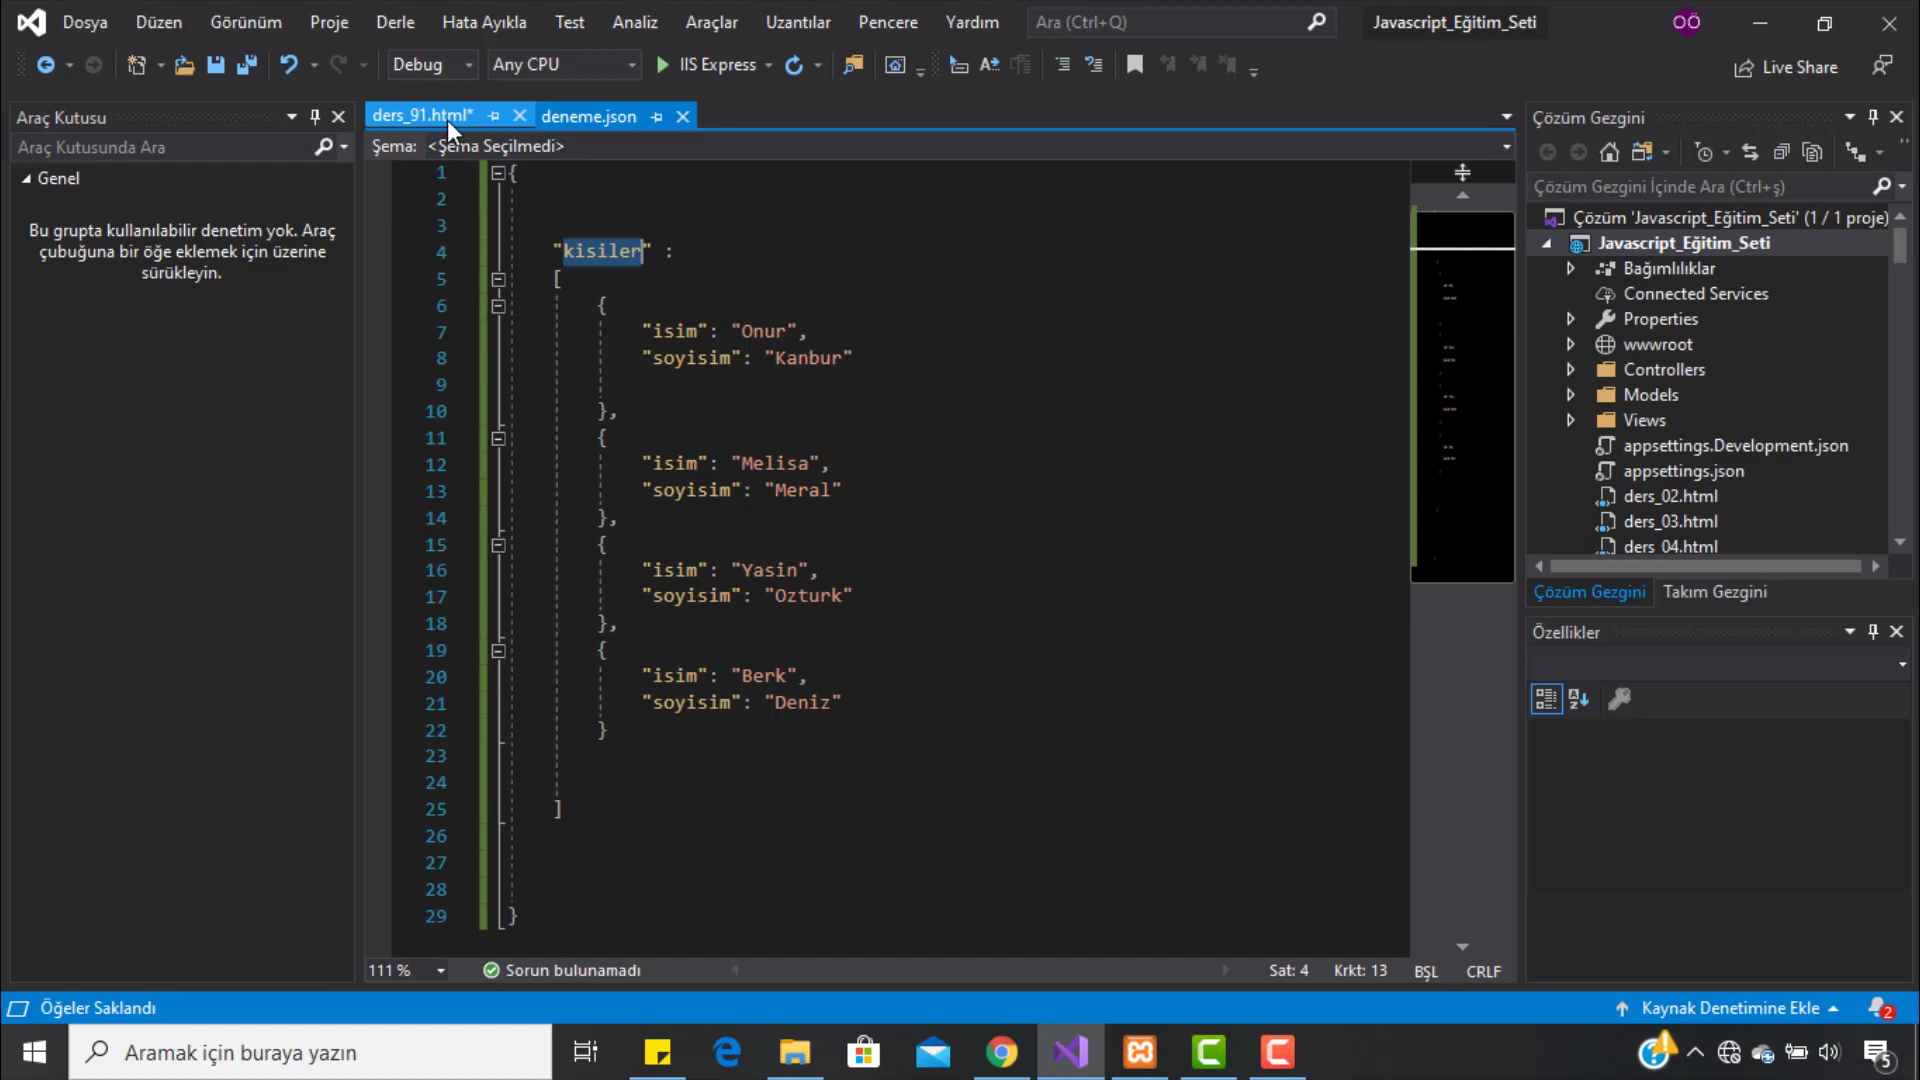 Dosya Düzen Görünüm Proje Derle Hata Ayıkla Test Analiz Araçlar Uzantılar Pencere Yardım Ara (Ctrl+Q) Javascript_Eğitim_Seti OÖ
Debug Any CPU IIS Express Live Share
Araç Kutusu
Araç Kutusunda Ara
Genel
Bu grupta kullanılabilir denetim yok. Araç
çubuğuna bir öğe eklemek için üzerine
sürükleyin.
ders_91.html* deneme.json
Şema: <Şema Seçilmedi>
1 {
2
3
4 "kisiler" :
5 [
6 {
7 "isim": "Onur",
8 "soyisim": "Kanbur"
9
10 },
11 {
12 "isim": "Melisa",
13 "soyisim": "Meral"
14 },
15 {
16 "isim": "Yasin",
17 "soyisim": "Ozturk"
18 },
19 {
20 "isim": "Berk",
21 "soyisim": "Deniz"
22 }
23
24
25 ]
26
27
28
29 }
111 % Sorun bulunamadı Sat: 4 Krkt: 13 BŞL CRLF
Çözüm Gezgini
Çözüm Gezgini İçinde Ara (Ctrl+ş)
Çözüm 'Javascript_Eğitim_Seti' (1 / 1 proje)
Javascript_Eğitim_Seti
Bağımlılıklar
Connected Services
Properties
wwwroot
Controllers
Models
Views
appsettings.Development.json
appsettings.json
ders_02.html
ders_03.html
ders_04.html
Çözüm Gezgini Takım Gezgini
Özellikler
Öğeler Saklandı Kaynak Denetimine Ekle 2
Aramak için buraya yazın 5